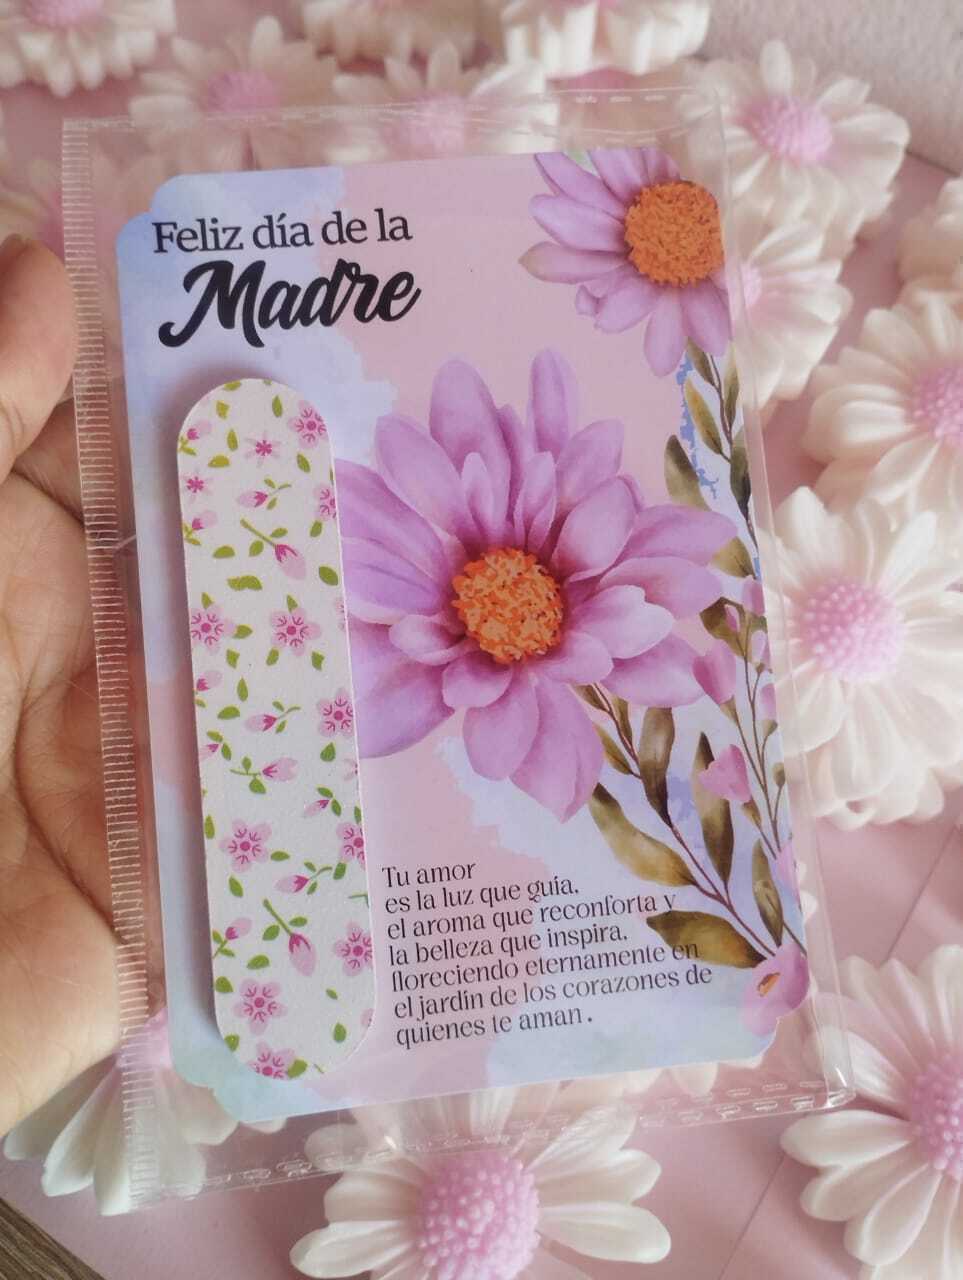 Feliz día de la
Madre
Tu amor
es la luz que guía,
el aroma que reconforta y
la belleza que inspira,
floreciendo eternamente en
el jardín de los corazones de
quienes te aman.